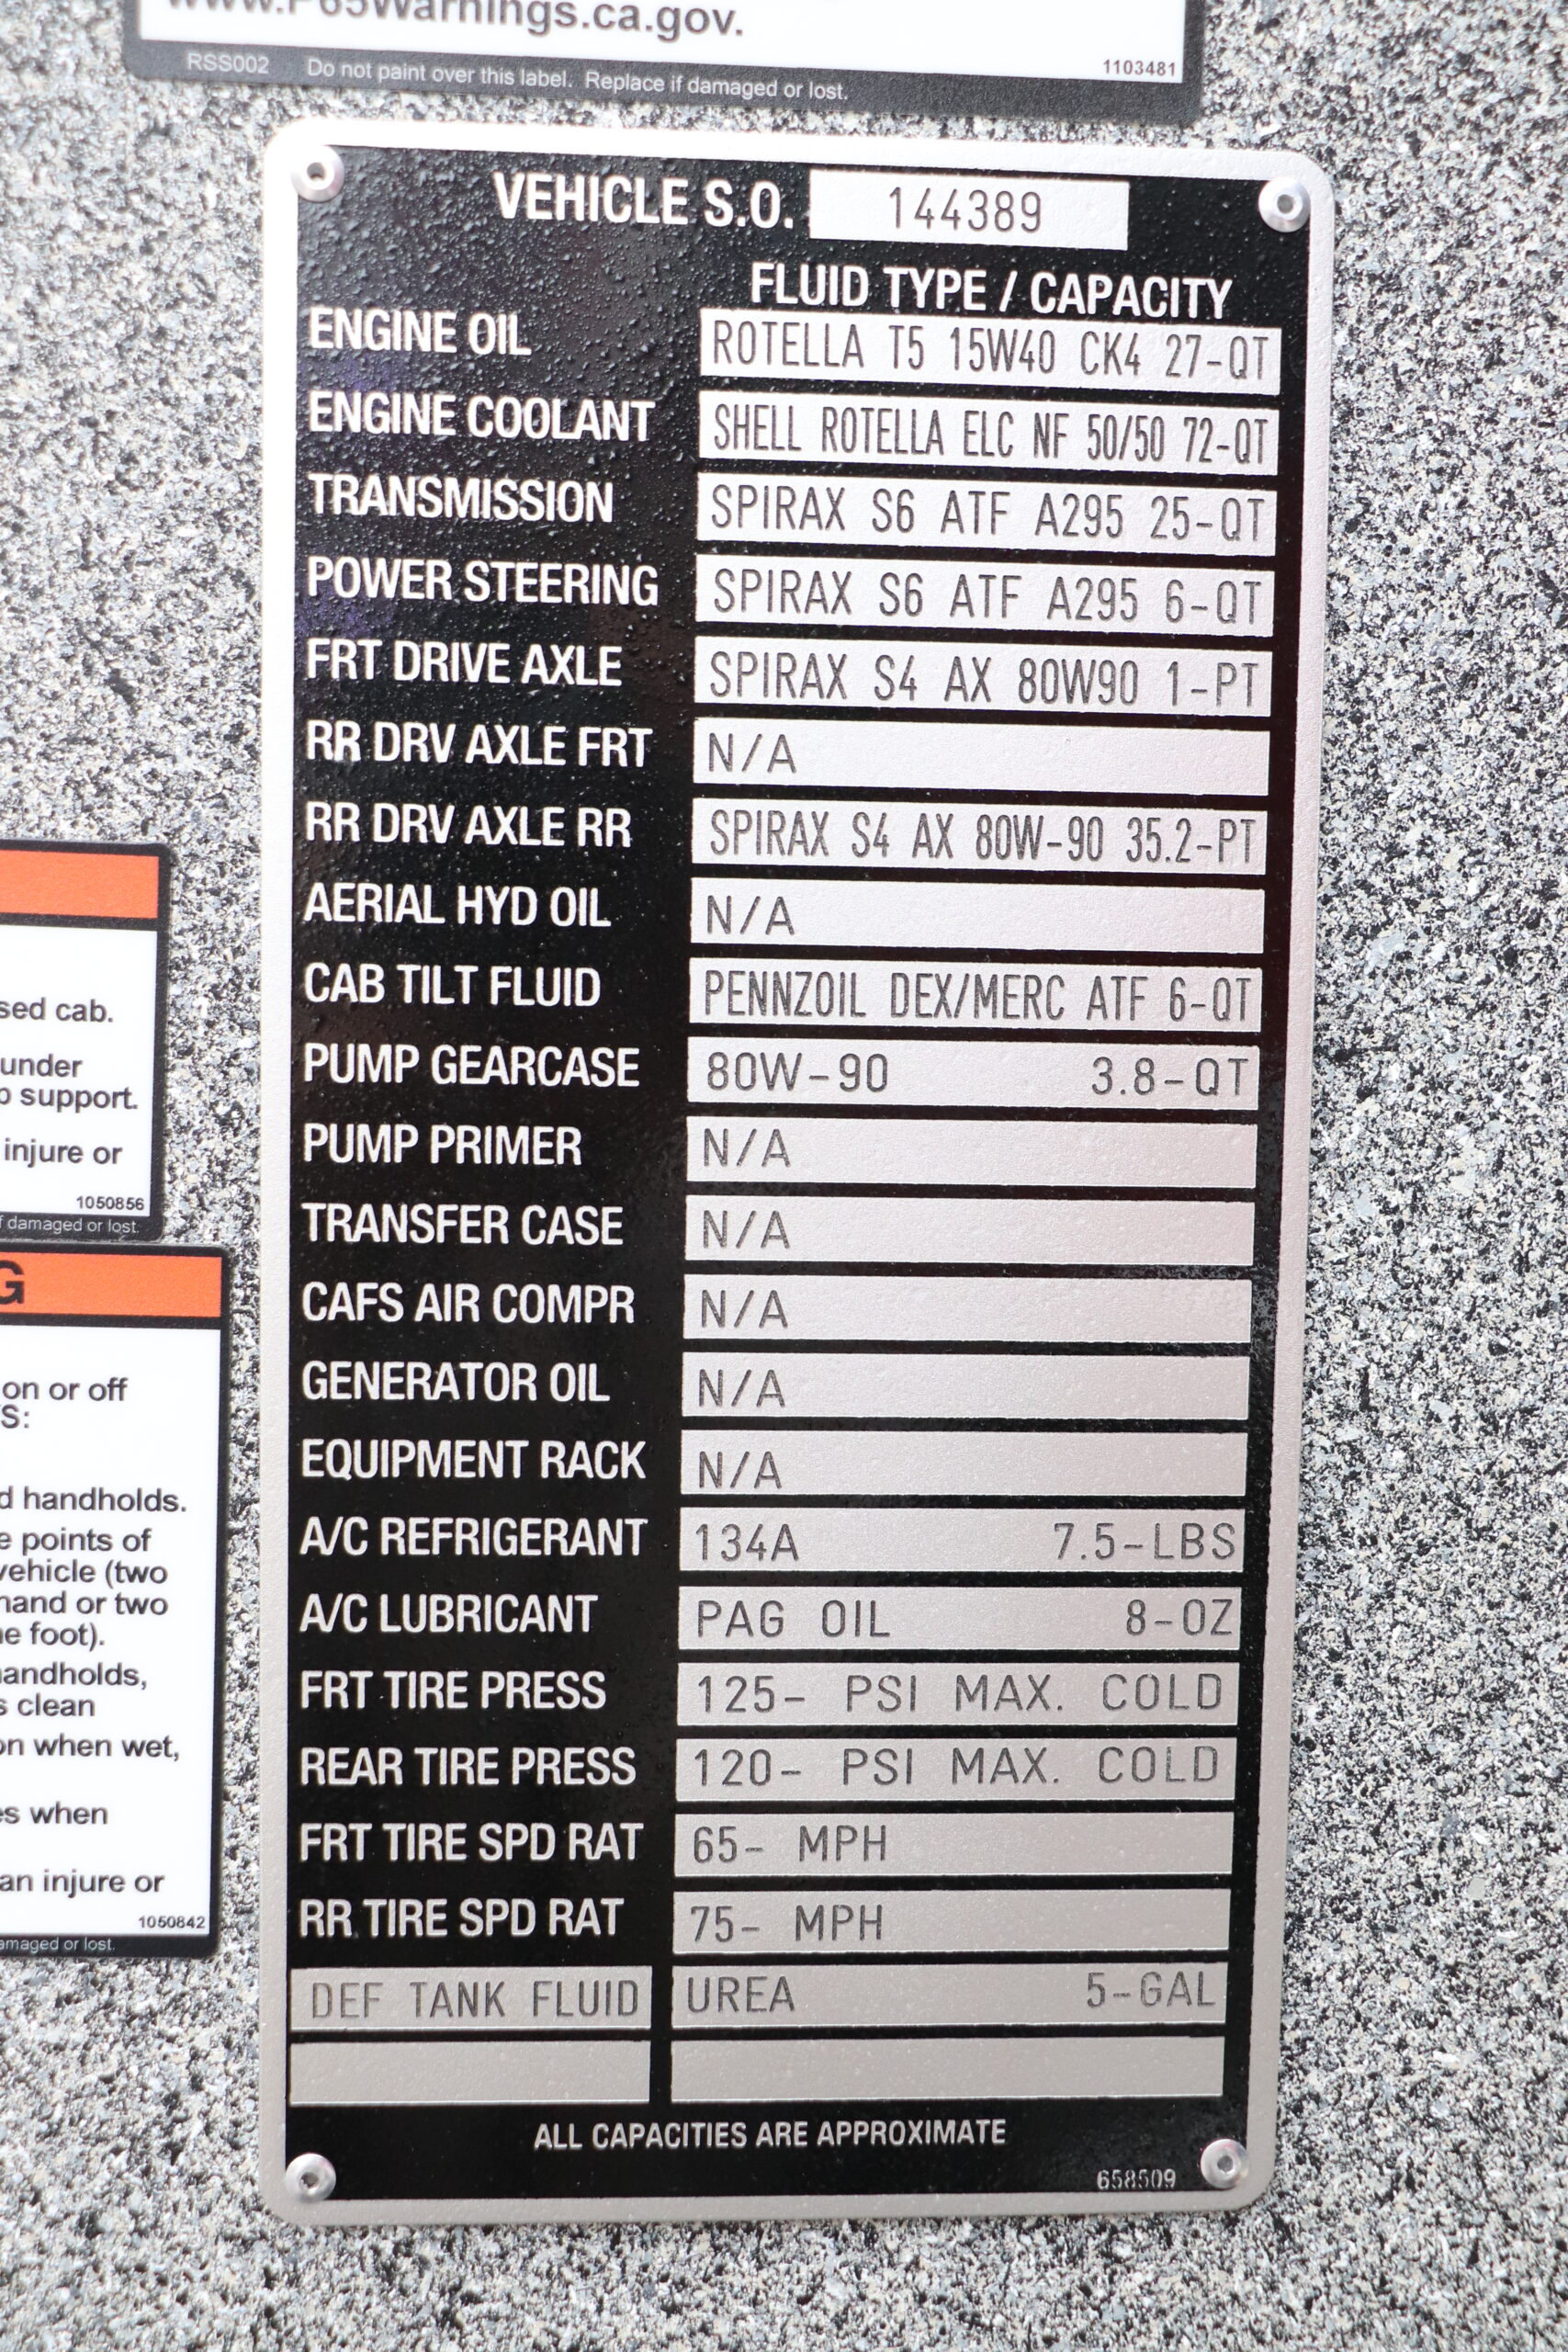 www.P65Warnings.ca.gov.
RSS002 Do not paint over this label. Replace if damaged or lost. 1103481
VEHICLE S.O. 144389
FLUID TYPE / CAPACITY
ENGINE OIL ROTELLA T5 15W40 CK4 27-QT
ENGINE COOLANT SHELL ROTELLA ELC NF 50/50 72-QT
TRANSMISSION SPIRAX S6 ATF A295 25-QT
POWER STEERING SPIRAX S6 ATF A295 6-QT
FRT DRIVE AXLE SPIRAX S4 AX 80W90 1-PT
RR DRV AXLE FRT N/A
RR DRV AXLE RR SPIRAX S4 AX 80W-90 35.2-PT
AERIAL HYD OIL N/A
CAB TILT FLUID PENNZOIL DEX/MERC ATF 6-QT
PUMP GEARCASE 80W-90 3.8-QT
PUMP PRIMER N/A
TRANSFER CASE N/A
CAFS AIR COMPR N/A
GENERATOR OIL N/A
EQUIPMENT RACK N/A
A/C REFRIGERANT 134A 7.5-LBS
A/C LUBRICANT PAG OIL 8-OZ
FRT TIRE PRESS 125- PSI MAX. COLD
REAR TIRE PRESS 120- PSI MAX. COLD
FRT TIRE SPD RAT 65- MPH
RR TIRE SPD RAT 75- MPH
DEF TANK FLUID UREA 5-GAL
ALL CAPACITIES ARE APPROXIMATE
658509
cab.
under
support.
injure or
1050856
damaged or lost.
G
on or off
S:
handholds.
points of
vehicle (two
hand or two
foot).
handholds,
clean
on when wet,
when
an injure or
1050842
or lost.